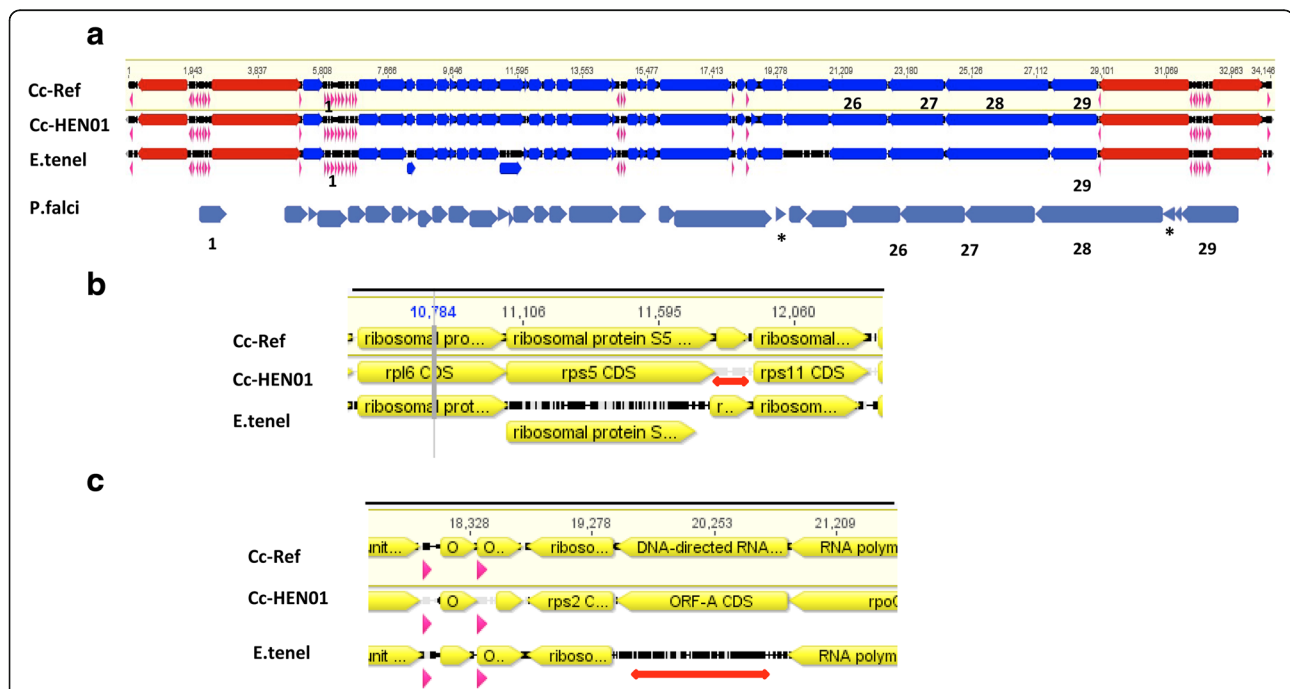 a
1 1,943 3,837 5,808 7,666 9,646 11,595 13,553 15,477 17,413 19,278 21,209 23,180 25,126 27,112 29,101 31,069 32,963 34,146
Cc-Ref
1 26 27 28 29
Cc-HEN01
E.tenel
1 29
P.falci
* *
1 26 27 28 29
b
10,784 11,106 11,595 12,060
Cc-Ref ribosomal pro... ribosomal protein S5 ... ribosomal...
Cc-HEN01 rpl6 CDS rps5 CDS rps11 CDS
E.tenel ribosomal prot... r.. ribosom...
ribosomal protein S...
c
18,328 19,278 20,253 21,209
Cc-Ref unit... O O.. riboso... DNA-directed RNA... RNA polym
Cc-HEN01 O rps2 C... ORF-A CDS rpo
E.tenel unit ... O.. riboso... RNA polym